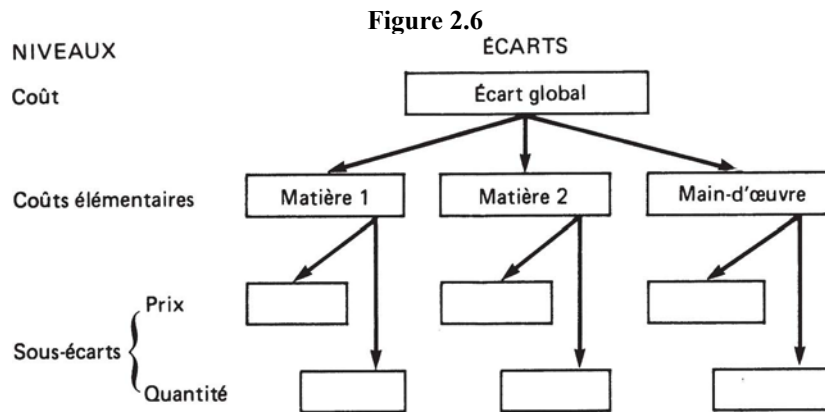 Figure 2.6
NIVEAUX ÉCARTS
Coût Écart global
Coûts élémentaires Matière 1 Matière 2 Main-d'œuvre
Prix
Sous-écarts
Quantité